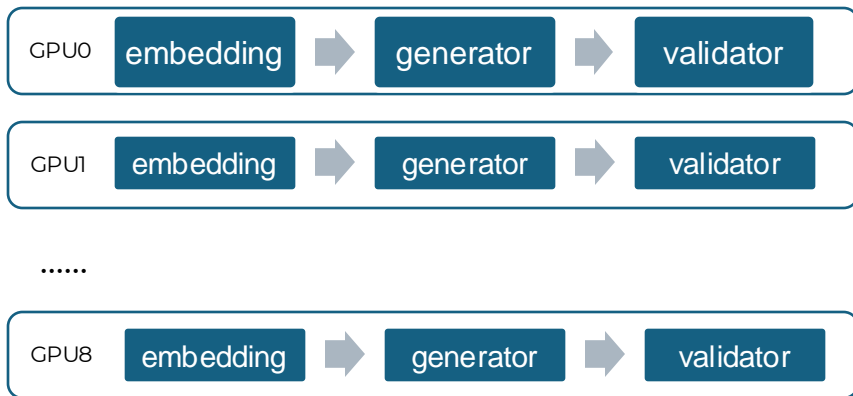 GPU0 embedding generator validator
GPU1 embedding generator validator
......
GPU8 embedding generator validator